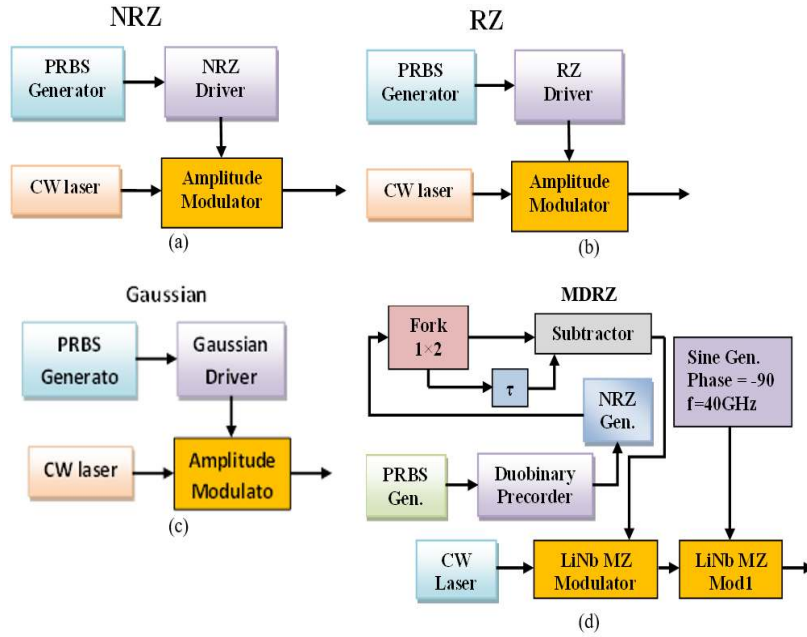 NRZ
PRBS
Generator
NRZ
Driver
CW laser
Amplitude
Modulator
(a)
RZ
PRBS
Generator
RZ
Driver
CW laser
Amplitude
Modulator
(b)
Gaussian
PRBS
Generato
Gaussian
Driver
CW laser
Amplitude
Modulato
(c)
MDRZ
Fork
1×2
Subtractor
τ
Sine Gen.
Phase = -90
f=40GHz
NRZ
Gen.
PRBS
Gen.
Duobinary
Precorder
CW
Laser
LiNb MZ
Modulator
LiNb MZ
Mod1
(d)